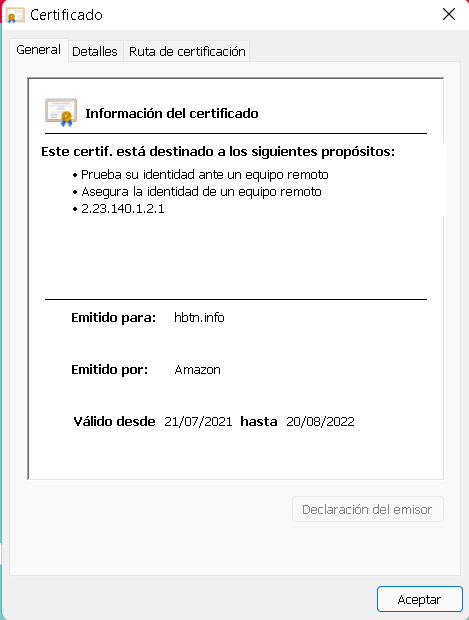 Certificado
General Detalles Ruta de certificación
Información del certificado
Este certif. está destinado a los siguientes propósitos:
• Prueba su identidad ante un equipo remoto
• Asegura la identidad de un equipo remoto
• 2.23.140.1.2.1
Emitido para: hbtn.info
Emitido por: Amazon
Válido desde 21/07/2021 hasta 20/08/2022
Declaración del emisor
Aceptar